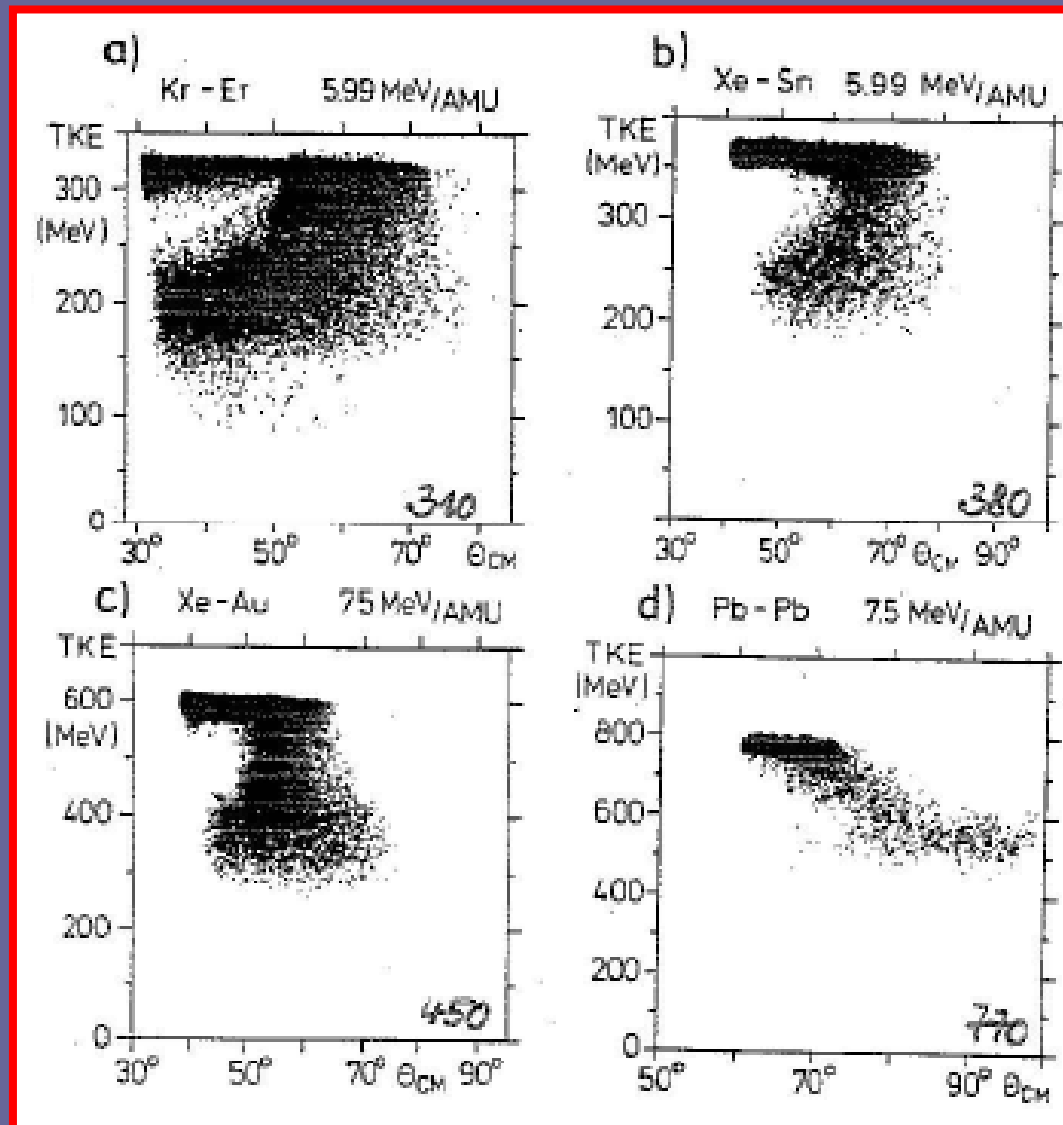 a)
Kr - Er 5.99 MeV/AMU
TKE
300
(MeV)
200
100
0
310
30° 50° 70° ΘCM
b)
Xe - Sn 5.99 MeV/AMU
TKE
(MeV)
300
200
100
380
30° 50° 70° ΘCM 90°
c)
Xe - Au 75 MeV/AMU
TKE
600
(MeV)
400
200
0
450
30° 50° ΘCM 90°
d)
Pb - Pb 7.5 MeV/AMU
TKE
(MeV)
800
600
400
200
0
770
50° 70° 90° ΘCM